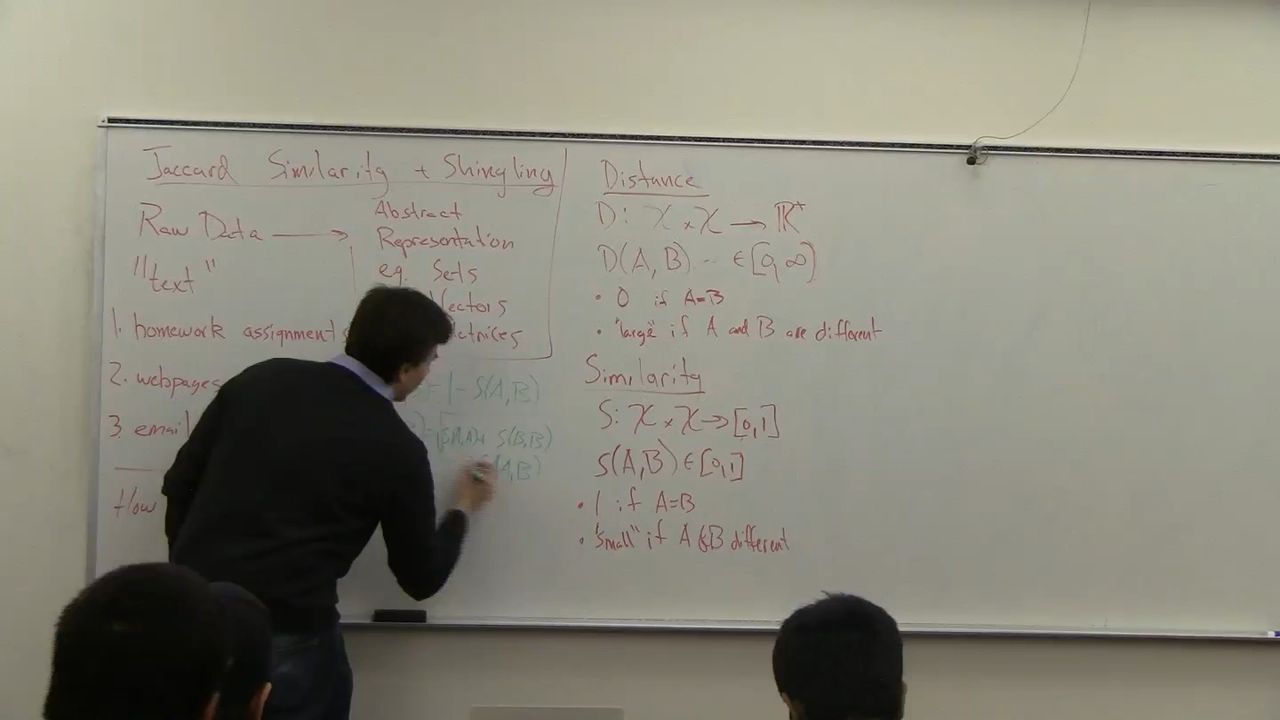 Jaccard Similarity + Shingling
Raw Data →
"text"
Abstract
Representation
eg. Sets
Vectors
1. homework assignment
2. webpages
3. email
How
= 1 - S(A,B)
S(B,B)
(A,B)
Distance
D: X × X → ℝ⁺
D(A,B) ∈ [0,∞)
• 0 if A=B
• "large" if A and B are different
Similarity
S: X × X → [0,1]
S(A,B) ∈ [0,1]
• 1 if A=B
• "small" if A & B different